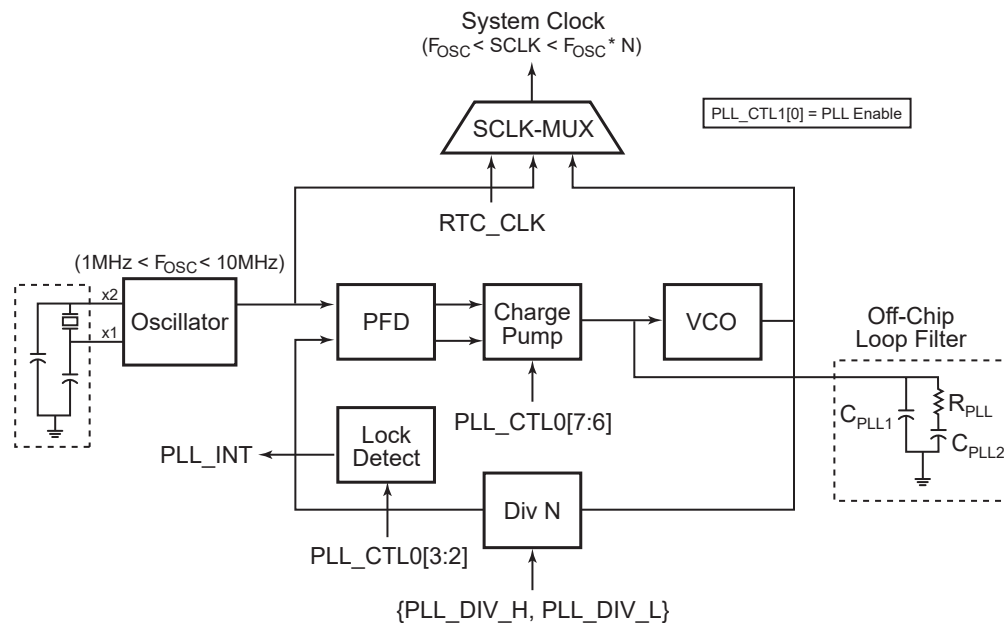 System Clock
(FOSC < SCLK < FOSC * N)
SCLK-MUX
PLL_CTL1[0] = PLL Enable
RTC_CLK
(1MHz < FOSC < 10MHz)
x2
x1
Oscillator
PFD
Charge
Pump
VCO
Off-Chip
Loop Filter
CPLL1
RPLL
CPLL2
PLL_CTL0[7:6]
PLL_INT
Lock
Detect
Div N
PLL_CTL0[3:2]
{PLL_DIV_H, PLL_DIV_L}